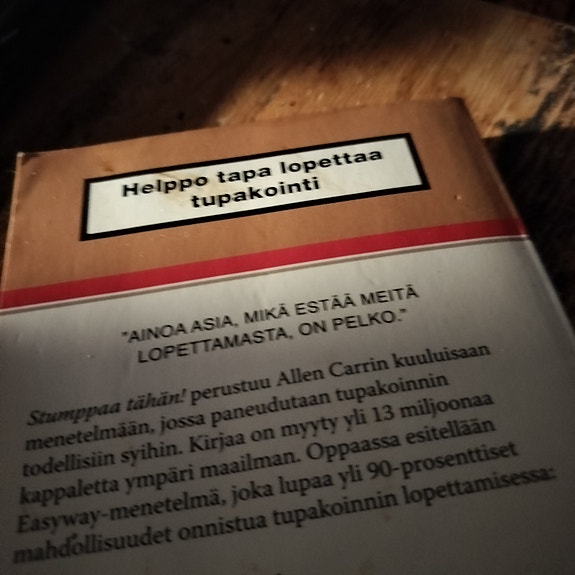 Helppo tapa lopettaa
tupakointi
"AINOA ASIA, MIKÄ ESTÄÄ MEITÄ
LOPETTAMASTA, ON PELKO."
Stumppaa tähän! perustuu Allen Carrin kuuluisaan
menetelmään, jossa paneudutaan tupakoinnin
todellisiin syihin. Kirjaa on myyty yli 13 miljoonaa
kappaletta ympäri maailman. Oppaassa esitellään
Easyway-menetelmä, joka lupaa yli 90-prosenttiset
mahdollisuudet onnistua tupakoinnin lopettamisessa: